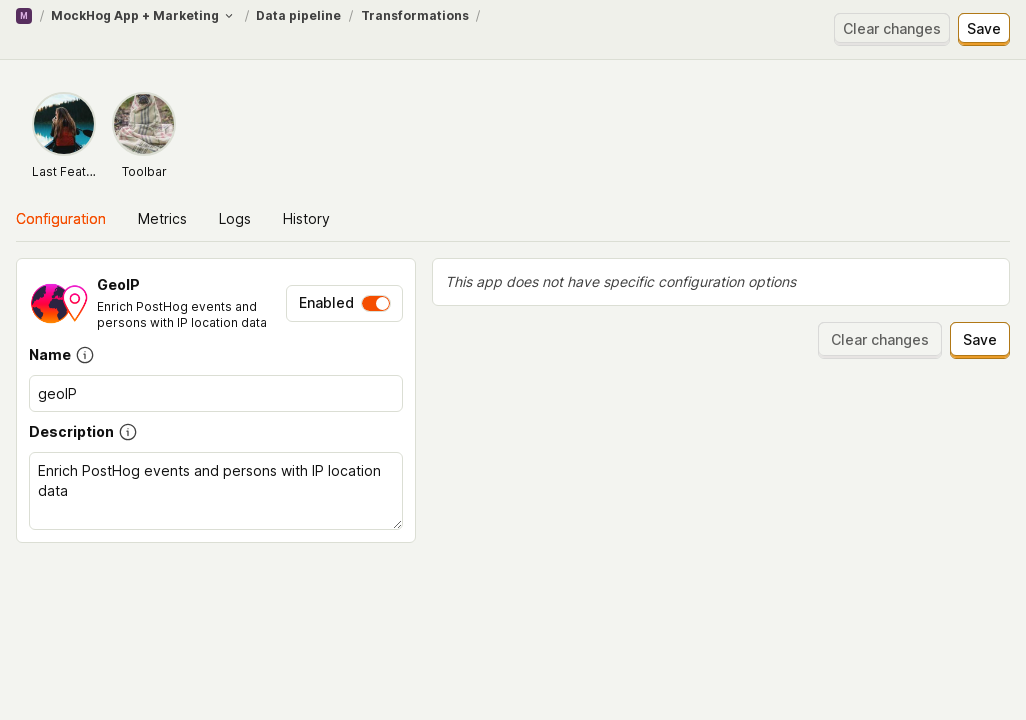 M / MockHog App + Marketing / Data pipeline / Transformations /
Clear changes Save
Last Feat... Toolbar
Configuration Metrics Logs History
GeoIP
Enrich PostHog events and
persons with IP location data
Enabled
Name
geoIP
Description
Enrich PostHog events and persons with IP location
data
This app does not have specific configuration options
Clear changes Save